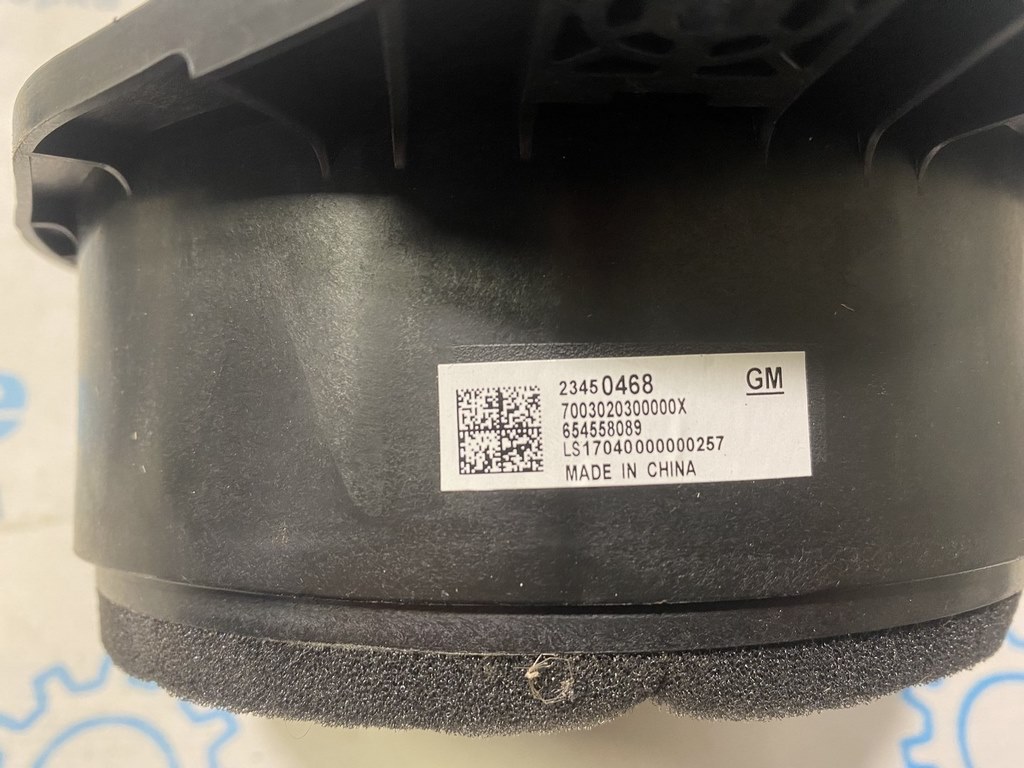 23450468
GM
7003020300000X
654558089
LS17040000000257
MADE IN CHINA